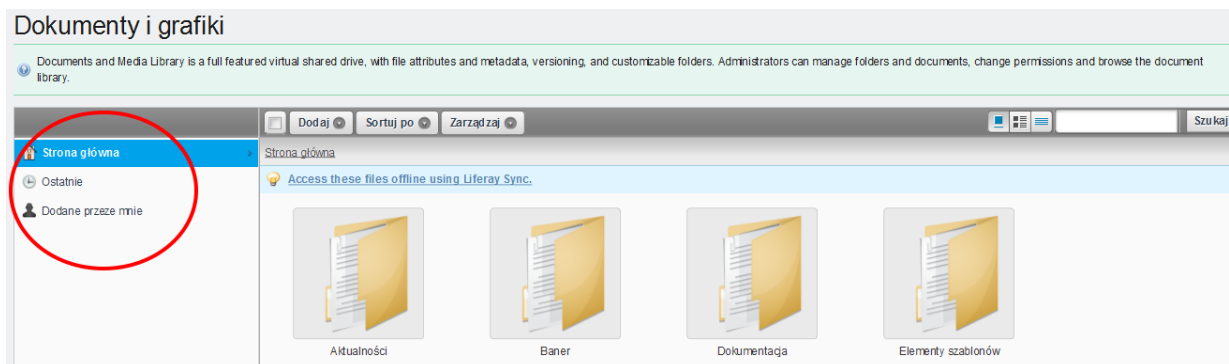 Dokumenty i grafiki
Documents and Media Library is a full featured virtual shared drive, with file attributes and metadata, versioning, and customizable folders. Administrators can manage folders and documents, change permissions and browse the document
library.
Dodaj Sortuj po Zarządzaj Szukaj
Strona główna
Strona główna
Ostatnie
Access these files offline using Liferay Sync.
Dodane przeze mnie
Aktualności Baner Dokumentacja Elementy szablonów